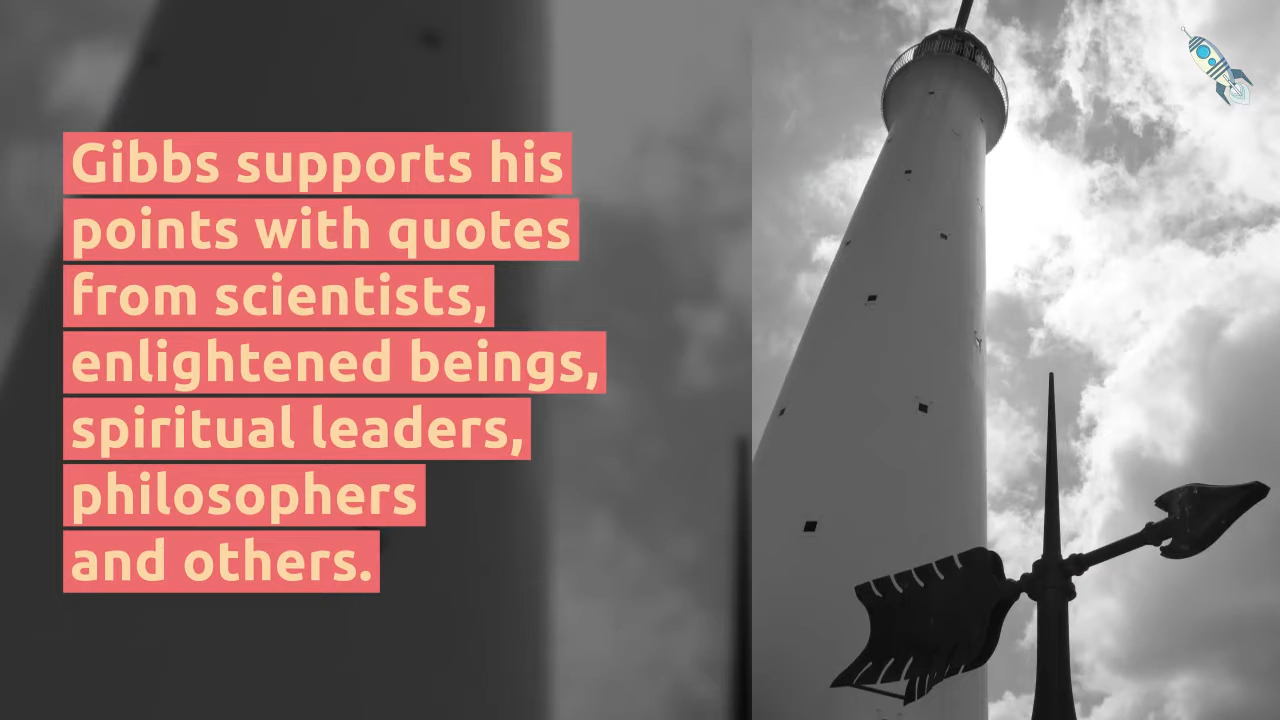 Gibbs supports his
points with quotes
from scientists,
enlightened beings,
spiritual leaders,
philosophers
and others.